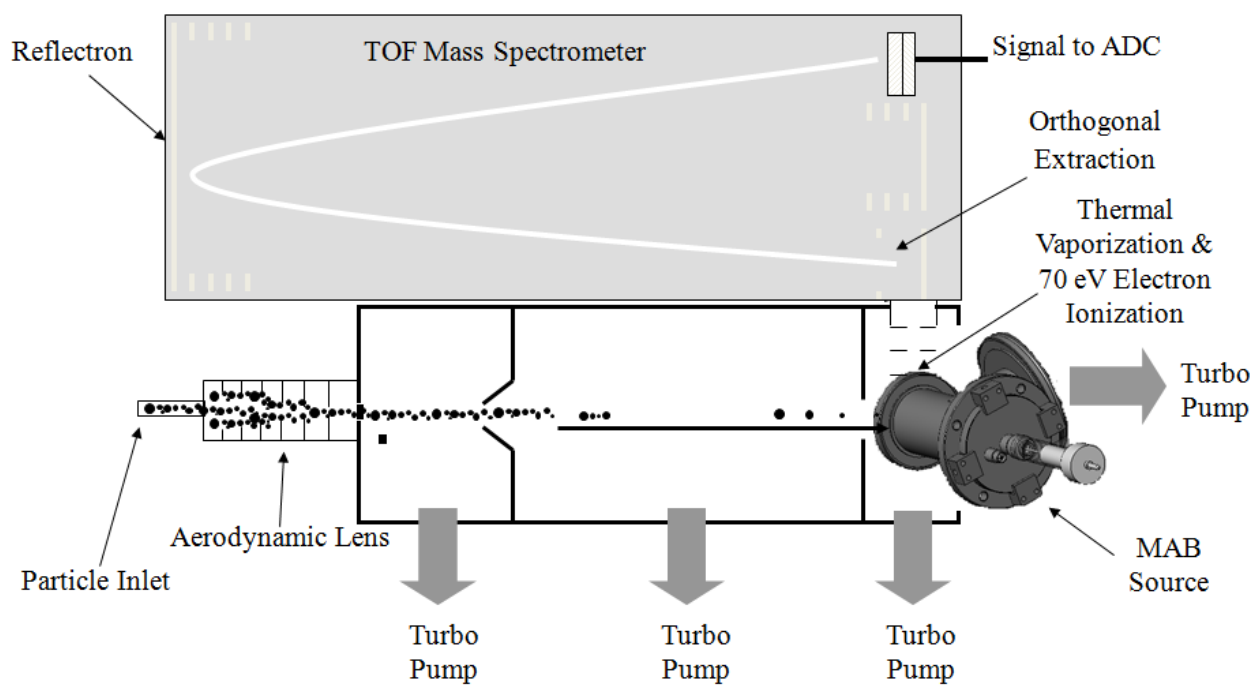 TOF Mass Spectrometer
Reflectron
Signal to ADC
Orthogonal
Extraction
Thermal
Vaporization &
70 eV Electron
Ionization
Turbo
Pump
MAB
Source
Aerodynamic Lens
Particle Inlet
Turbo
Pump
Turbo
Pump
Turbo
Pump